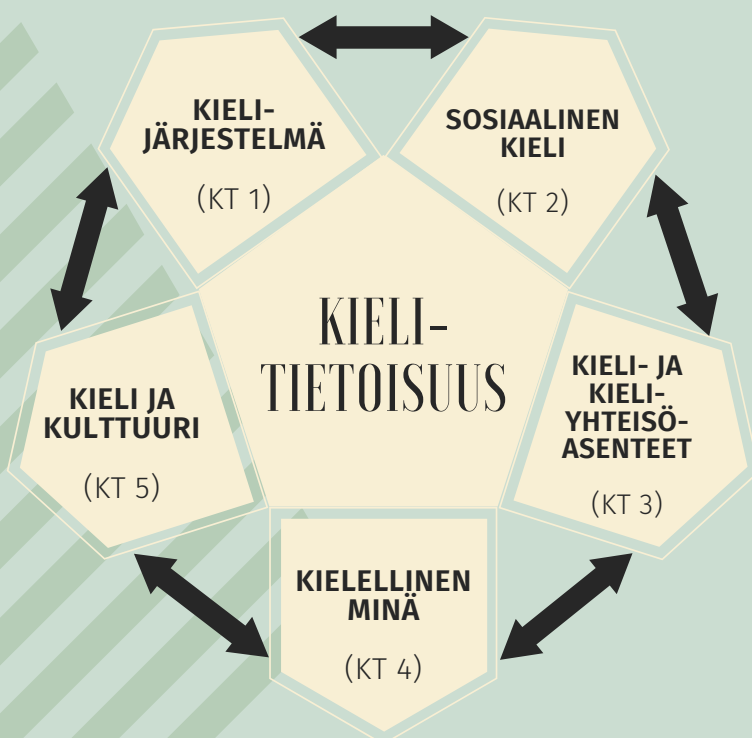 KIELI-
JÄRJESTELMÄ
(KT 1)
SOSIAALINEN
KIELI
(KT 2)
KIELI-
TIETOISUUS
KIELI- JA
KIELI-
YHTEISÖ-
ASENTEET
(KT 3)
KIELELLINEN
MINÄ
(KT 4)
KIELI JA
KULTTUURI
(KT 5)